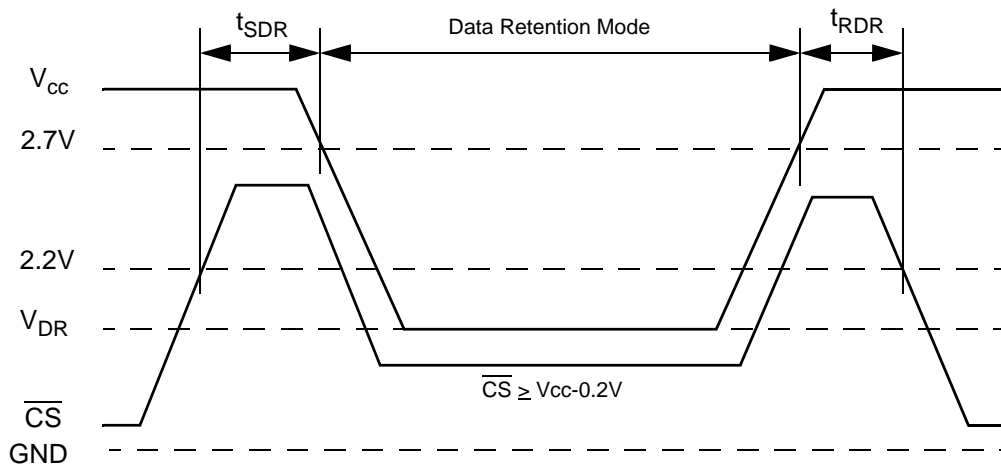 tSDR Data Retention Mode tRDR
Vcc
2.7V
2.2V
VDR
CS ≥ Vcc-0.2V
CS
GND